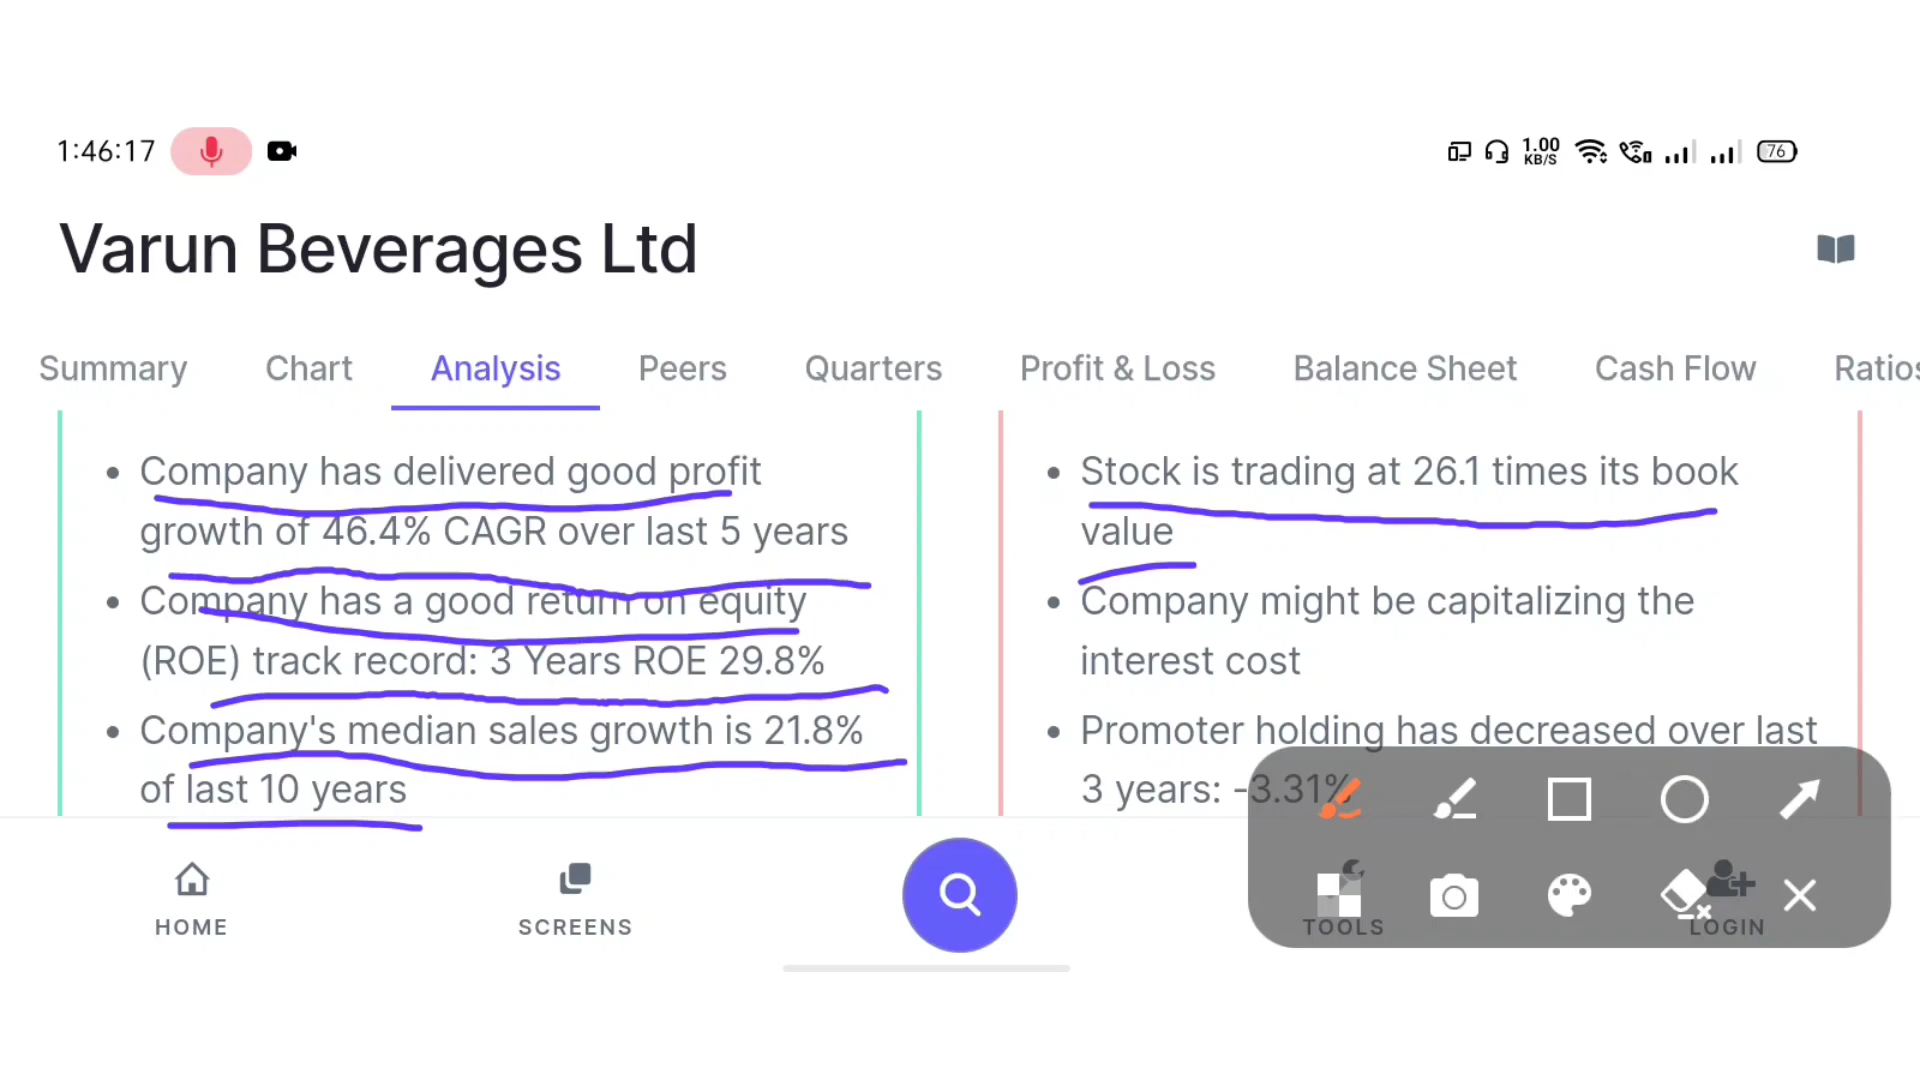 1:46:17
1.00
KB/S
76
Varun Beverages Ltd
Summary Chart Analysis Peers Quarters Profit & Loss Balance Sheet Cash Flow Ratios
• Company has delivered good profit
growth of 46.4% CAGR over last 5 years
• Company has a good return on equity
(ROE) track record: 3 Years ROE 29.8%
• Company's median sales growth is 21.8%
of last 10 years
• Stock is trading at 26.1 times its book
value
• Company might be capitalizing the
interest cost
• Promoter holding has decreased over last
3 years: -3.31%
HOME SCREENS TOOLS LOGIN